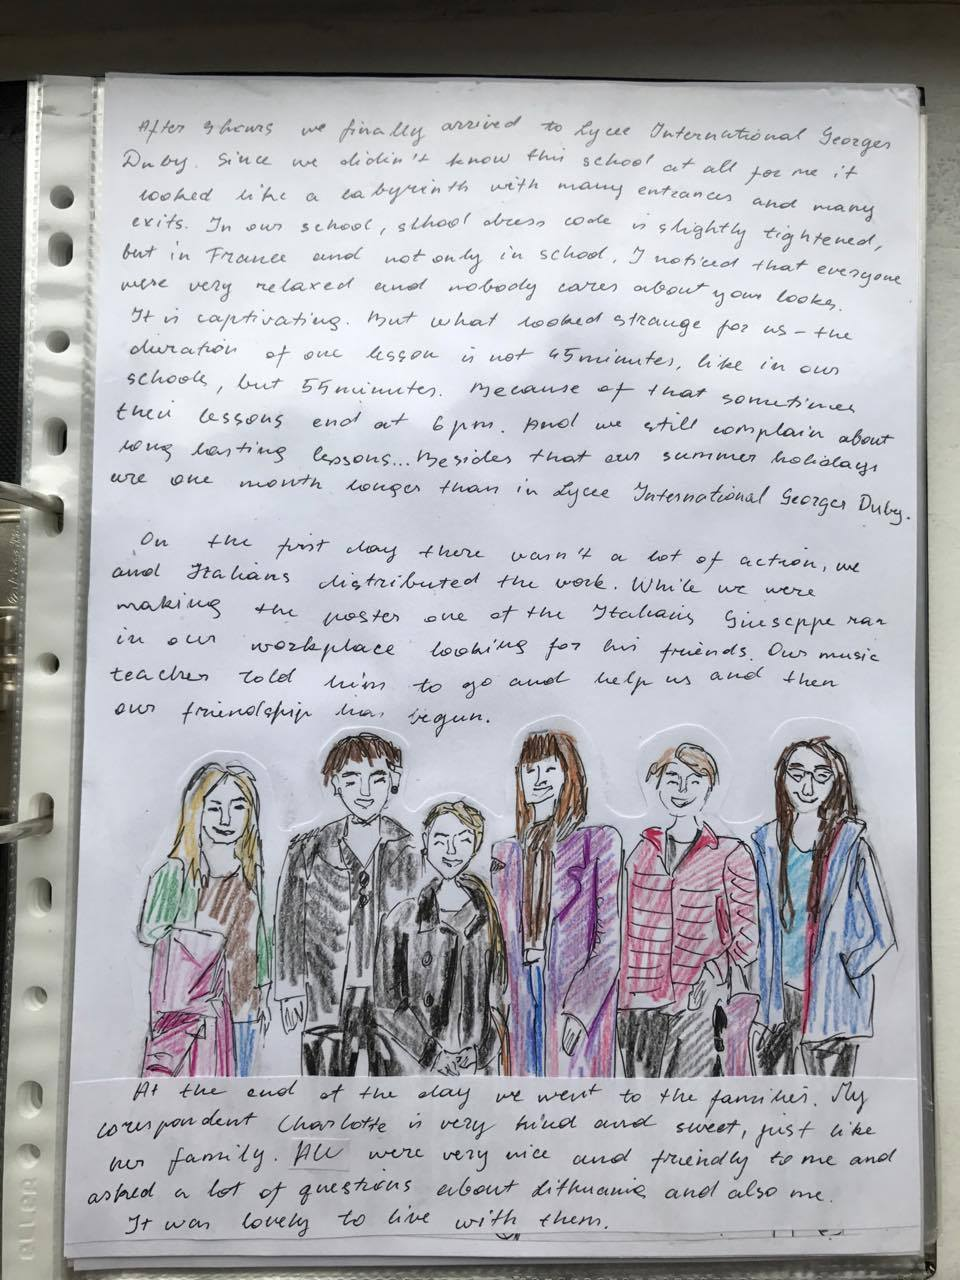 After 9 hours we finally arrived to Lycee International Georges
Duby. Since we didin't know this school at all for me it
looked like a labyrinth with many entrances and many
exits. In our school, school dress code is slightly tightened,
but in France and not only in school, I noticed that everyone
were very relaxed and nobody cares about your looks.
It is captivating. But what looked strange for us – the
duration of one lesson is not 45minutes, like in our
schools, but 55minutes. Because of that sometimes
their lessons end at 6pm. And we still complain about
long lasting lessons... Besides that our summer holidays
are one month longer than in Lycee International Georges Duby.
On the first day there wasn't a lot of action, we
and Italians distributed the work. While we were
making the poster one of the Italians Giuseppe ran
in our workplace looking for his friends. Our music
teacher told him to go and help us and then
our friendship has begun.
At the end of the day we went to the families. My
corespondent Charlotte is very kind and sweet, just like
her family. All were very nice and friendly to me and
asked a lot of questions about Lithuania and also me.
It was lovely to live with them.